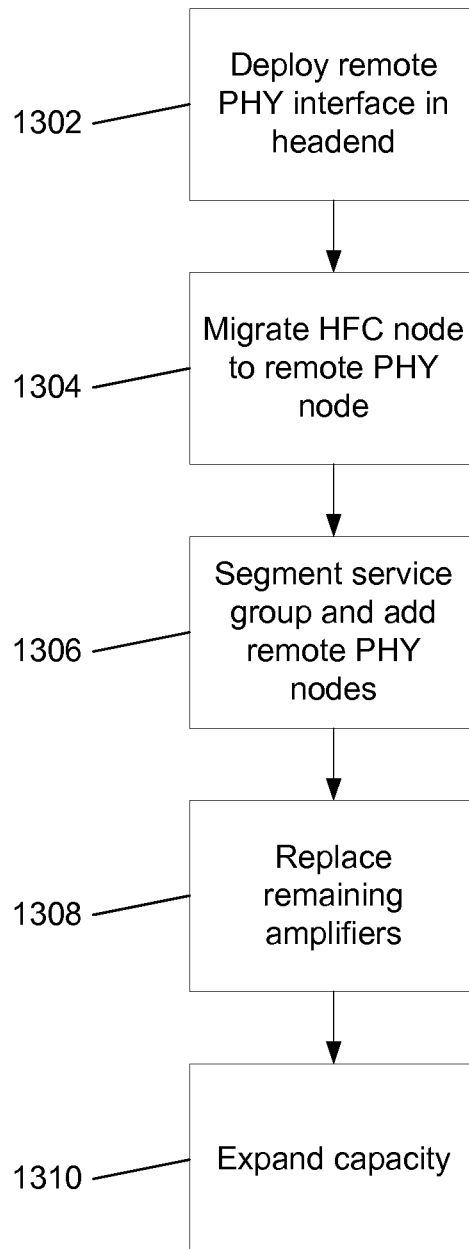 1302
Deploy remote
PHY interface in
headend
1304
Migrate HFC node
to remote PHY
node
1306
Segment service
group and add
remote PHY
nodes
1308
Replace
remaining
amplifiers
1310
Expand capacity